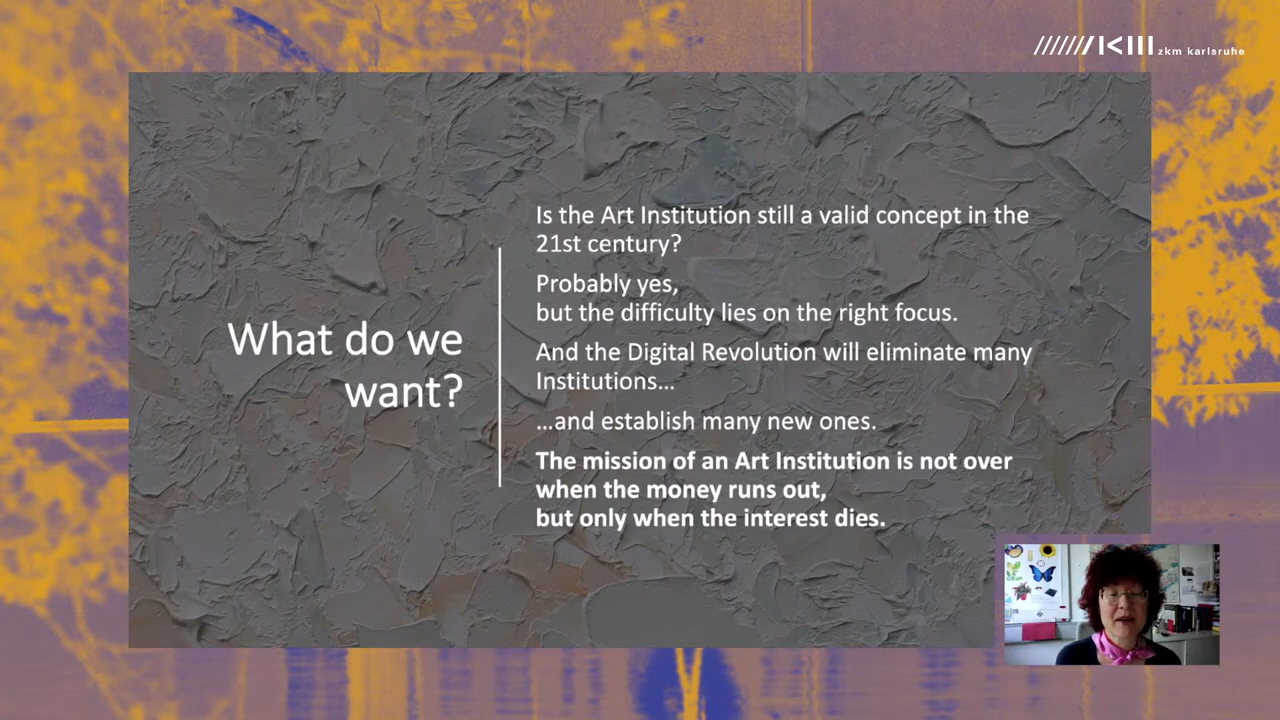 zkm karlsruhe
What do we
want?
Is the Art Institution still a valid concept in the
21st century?
Probably yes,
but the difficulty lies on the right focus.
And the Digital Revolution will eliminate many
Institutions...
...and establish many new ones.
The mission of an Art Institution is not over
when the money runs out,
but only when the interest dies.